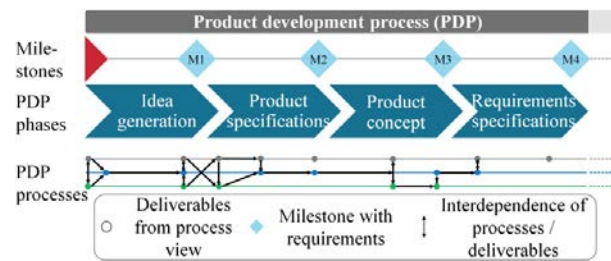 Product development process (PDP)
Mile-
stones
M1
M2
M3
M4
PDP
phases
Idea
generation
Product
specifications
Product
concept
Requirements
specifications
PDP
processes
Deliverables
from process
view
Milestone with
requirements
Interdependence of
processes /
deliverables